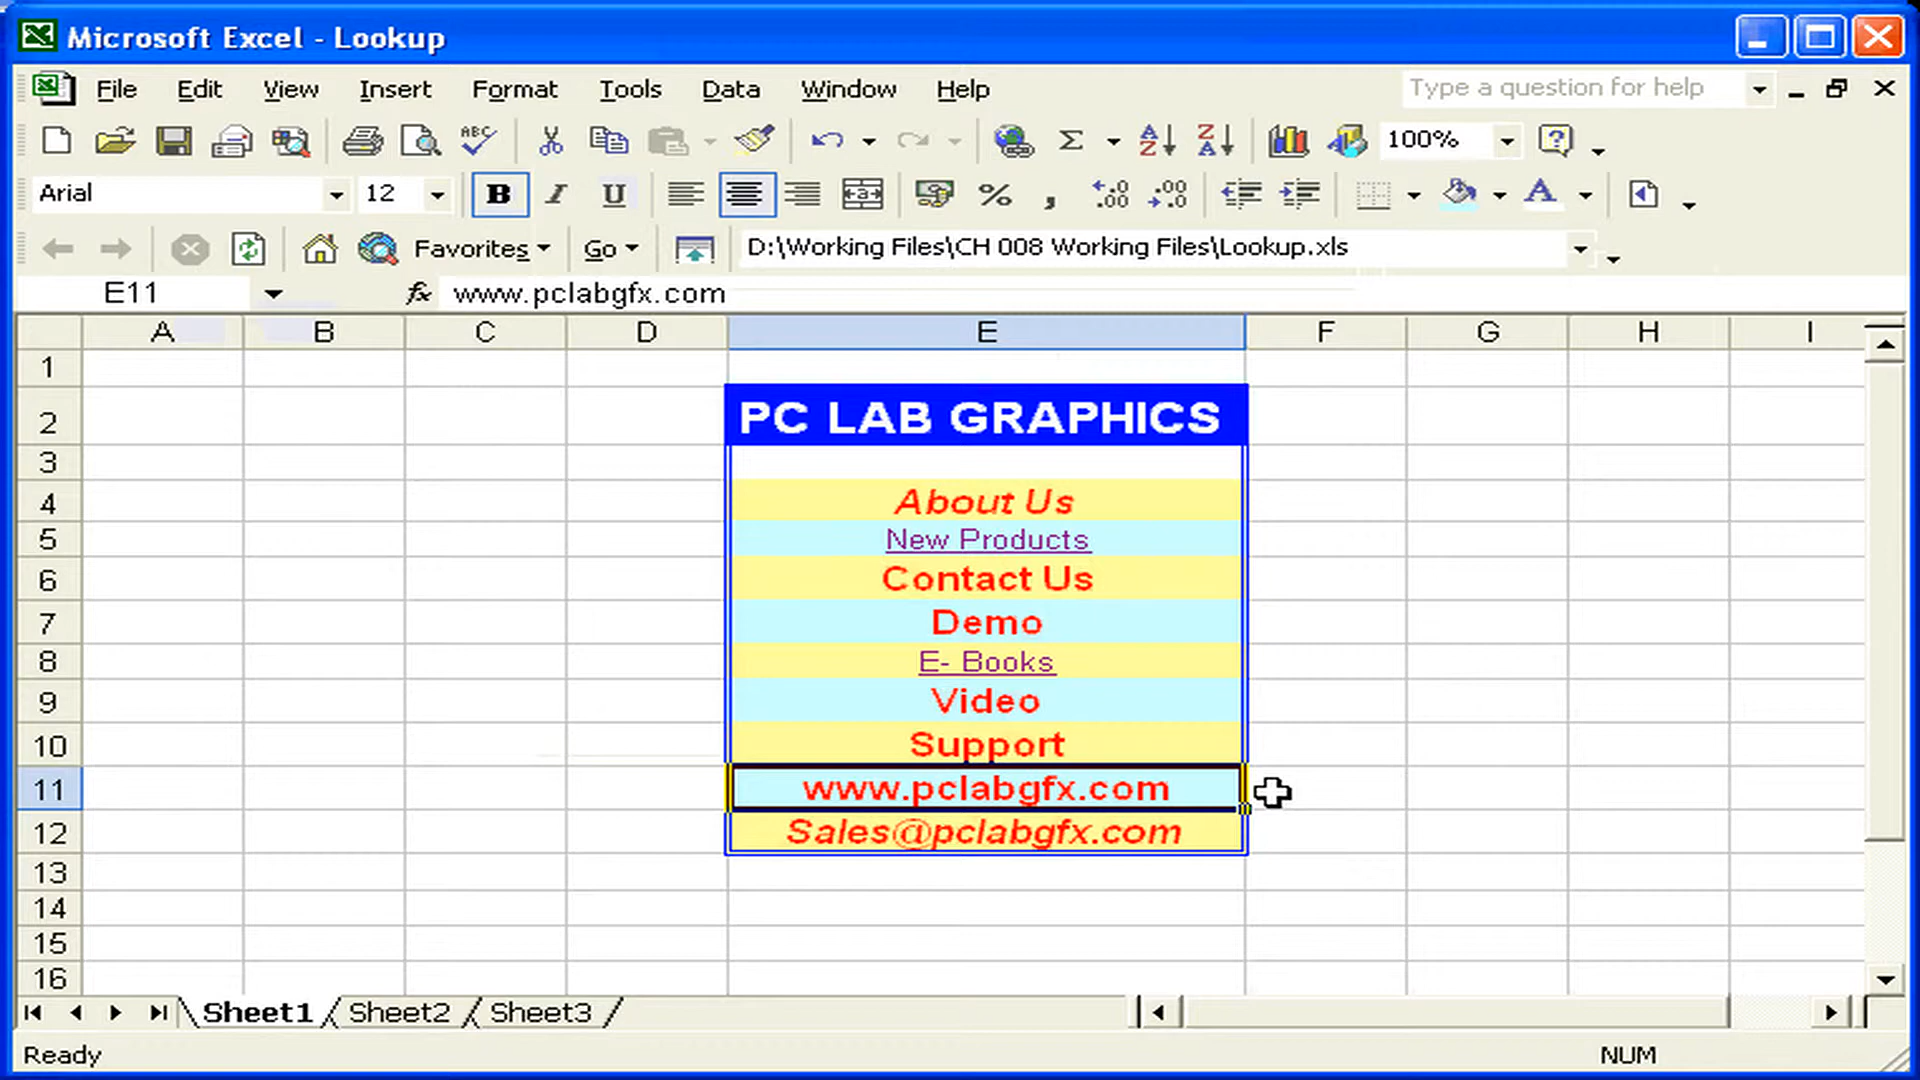 Microsoft Excel - Lookup
File Edit View Insert Format Tools Data Window Help Type a question for help
ABC Σ A Z Z A 100% ?
Arial 12 B I U a % , .00 .00 A
Favorites Go D:\Working Files\CH 008 Working Files\Lookup.xls
E11 fx www.pclabgfx.com
A B C D E F G H I
1
2 PC LAB GRAPHICS
3
4 About Us
5 New Products
6 Contact Us
7 Demo
8 E- Books
9 Video
10 Support
11 www.pclabgfx.com
12 Sales@pclabgfx.com
13
14
15
16
Sheet1 Sheet2 Sheet3
Ready NUM